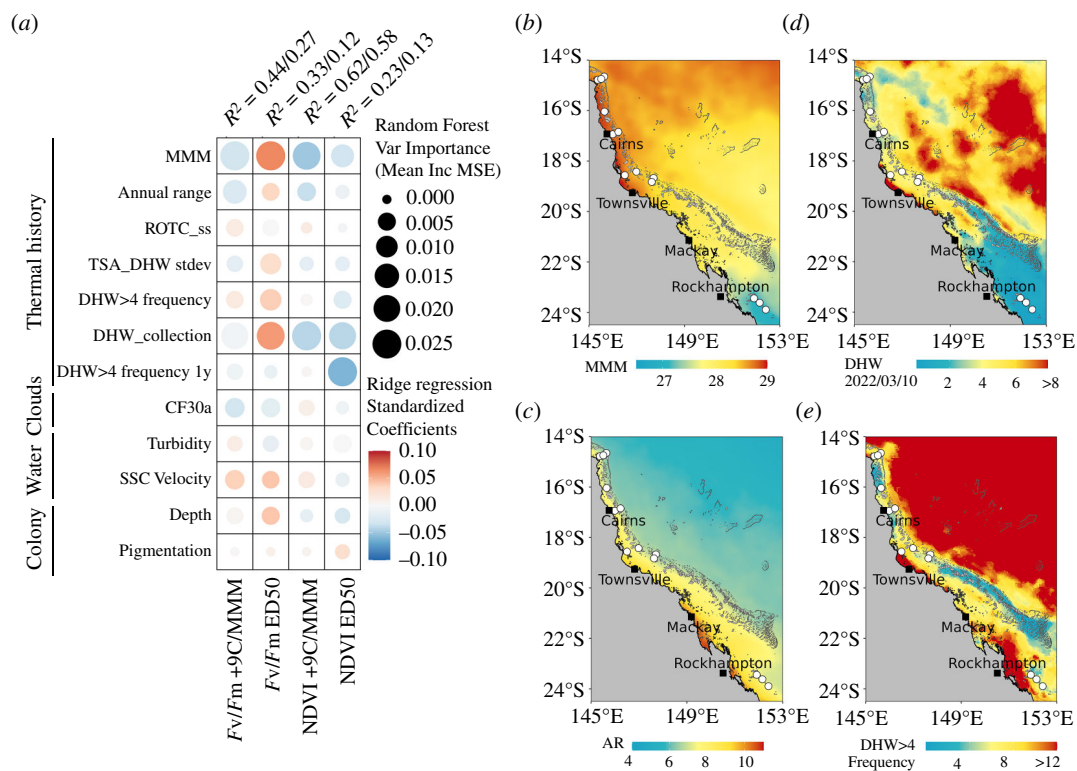 (a)
R² = 0.44/0.27
R² = 0.33/0.12
R² = 0.62/0.58
R² = 0.23/0.13
Thermal history
Clouds
Water
Colony
MMM
Annual range
ROTC_ss
TSA_DHW stdev
DHW>4 frequency
DHW_collection
DHW>4 frequency 1y
CF30a
Turbidity
SSC Velocity
Depth
Pigmentation
Fv/Fm +9C/MMM
Fv/Fm ED50
NDVI +9C/MMM
NDVI ED50
Random Forest
Var Importance
(Mean Inc MSE)
0.000
0.005
0.010
0.015
0.020
0.025
Ridge regression
Standardized
Coefficients
0.10
0.05
0.00
−0.05
−0.10
(b)
14°S
16°S
18°S
20°S
22°S
24°S
Cairns
Townsville
Mackay
Rockhampton
145°E
149°E
153°E
MMM
27
28
29
(d)
14°S
16°S
18°S
20°S
22°S
24°S
Cairns
Townsville
Mackay
Rockhampton
145°E
149°E
153°E
DHW
2022/03/10
2
4
6
>8
(c)
14°S
16°S
18°S
20°S
22°S
24°S
Cairns
Townsville
Mackay
Rockhampton
145°E
149°E
153°E
AR
4
6
8
10
(e)
14°S
16°S
18°S
20°S
22°S
24°S
Cairns
Townsville
Mackay
Rockhampton
145°E
149°E
153°E
DHW>4
Frequency
4
8
>12